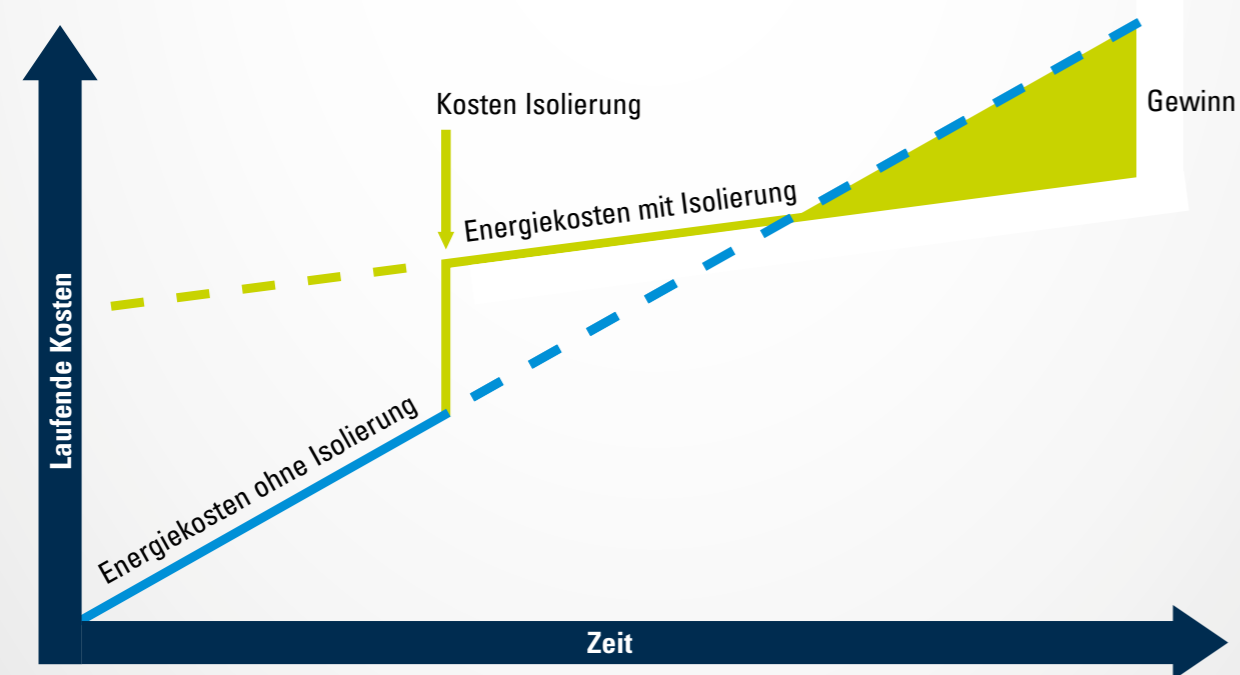 Kosten Isolierung
Gewinn
Energiekosten mit Isolierung
Laufende Kosten
Energiekosten ohne Isolierung
Zeit